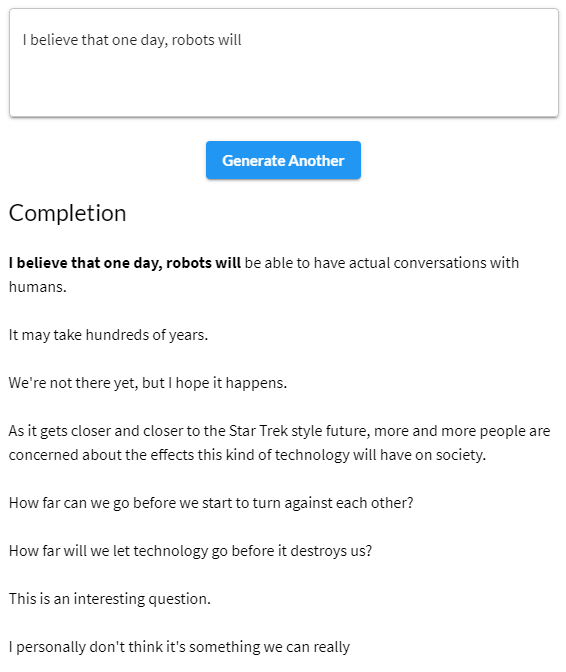 I believe that one day, robots will
Generate Another
Completion
I believe that one day, robots will be able to have actual conversations with
humans.
It may take hundreds of years.
We're not there yet, but I hope it happens.
As it gets closer and closer to the Star Trek style future, more and more people are
concerned about the effects this kind of technology will have on society.
How far can we go before we start to turn against each other?
How far will we let technology go before it destroys us?
This is an interesting question.
I personally don't think it's something we can really